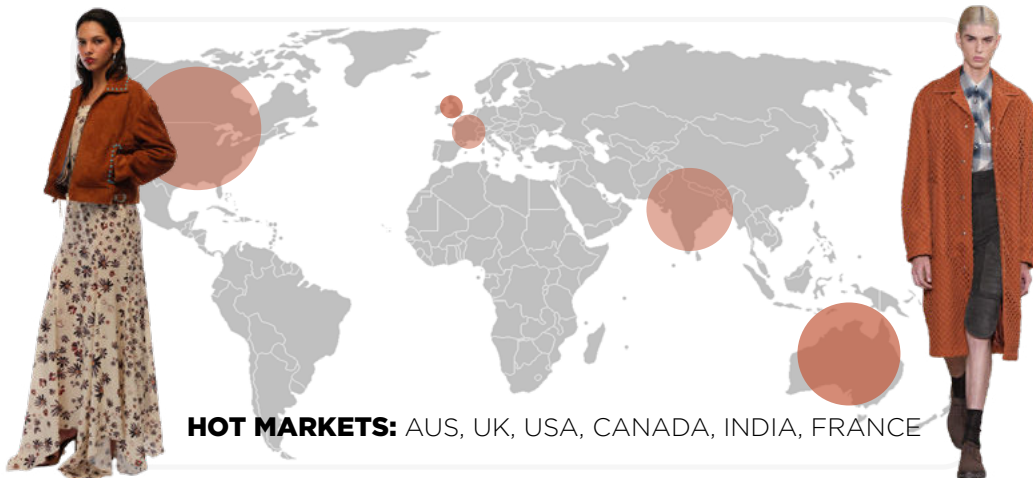 HOT MARKETS: AUS, UK, USA, CANADA, INDIA, FRANCE